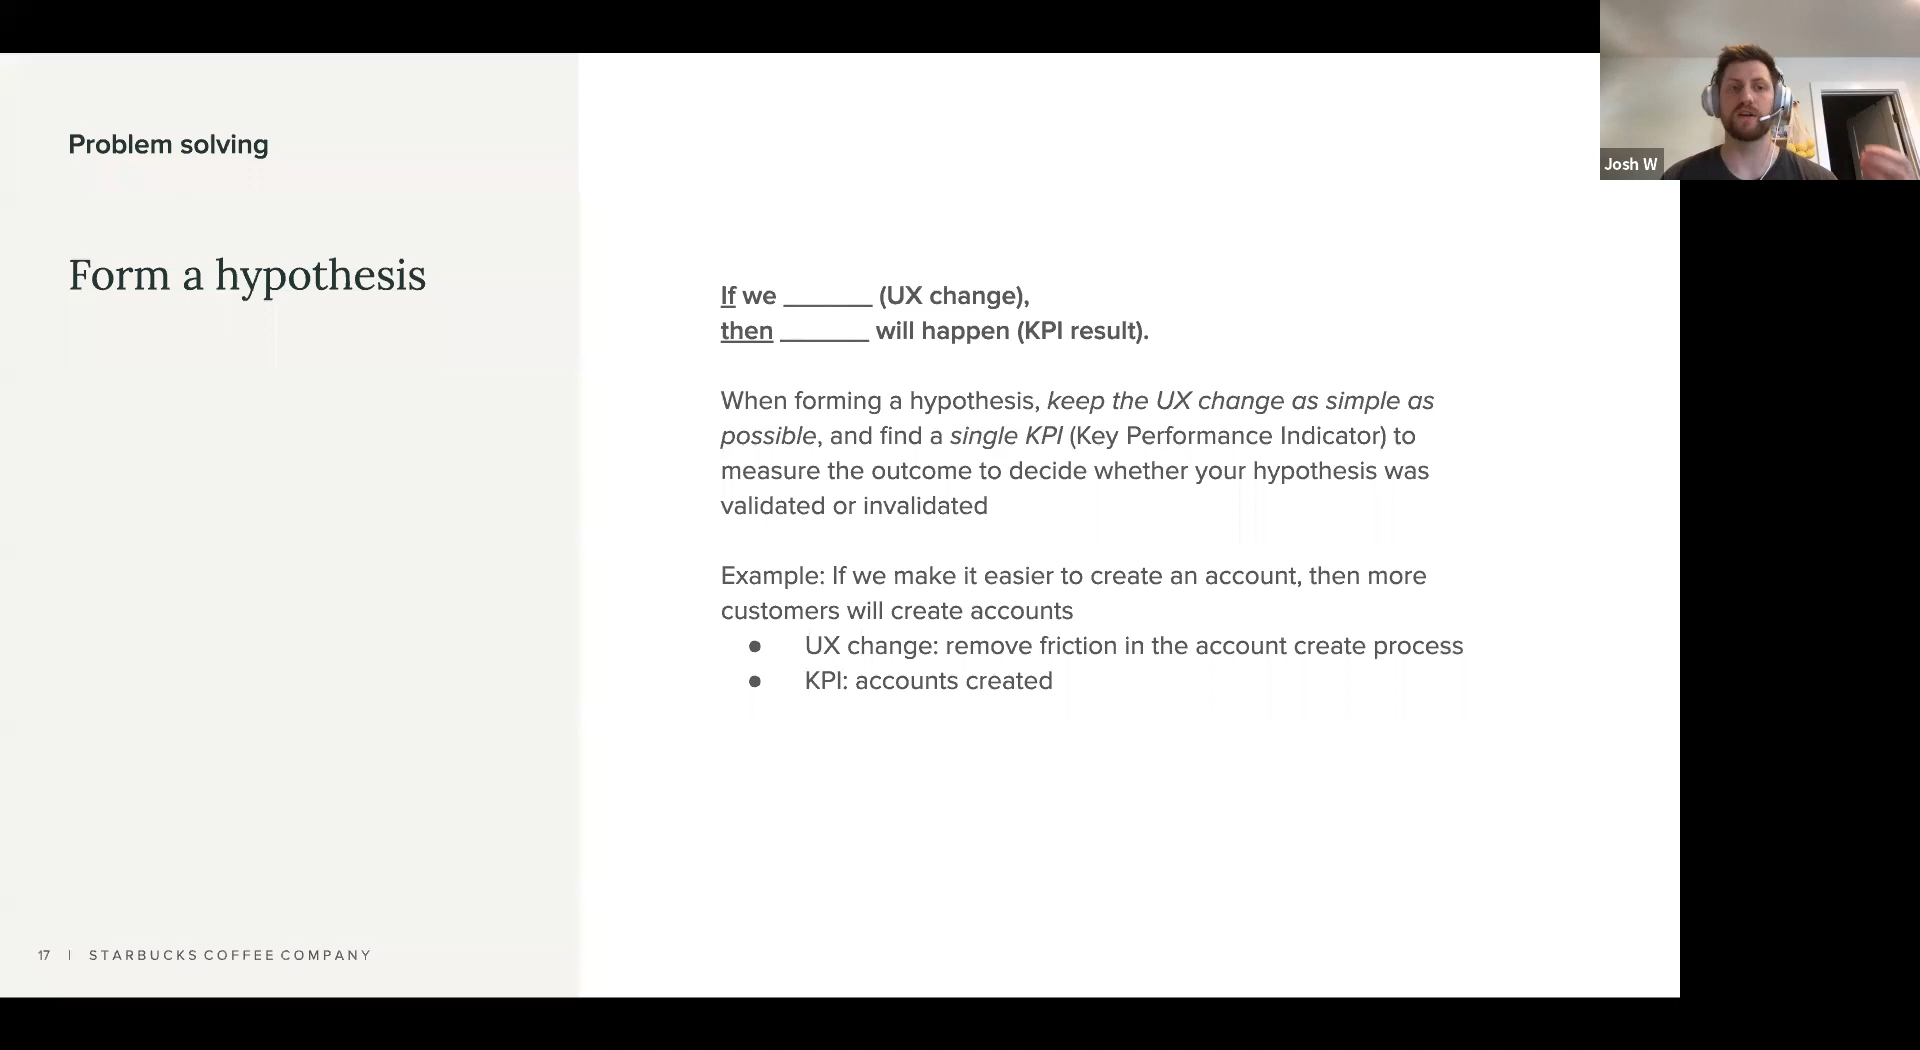 Problem solving
Form a hypothesis
If we _______ (UX change),
then _______ will happen (KPI result).
When forming a hypothesis, keep the UX change as simple as
possible, and find a single KPI (Key Performance Indicator) to
measure the outcome to decide whether your hypothesis was
validated or invalidated
Example: If we make it easier to create an account, then more
customers will create accounts
● UX change: remove friction in the account create process
● KPI: accounts created
17 | STARBUCKS COFFEE COMPANY
Josh W